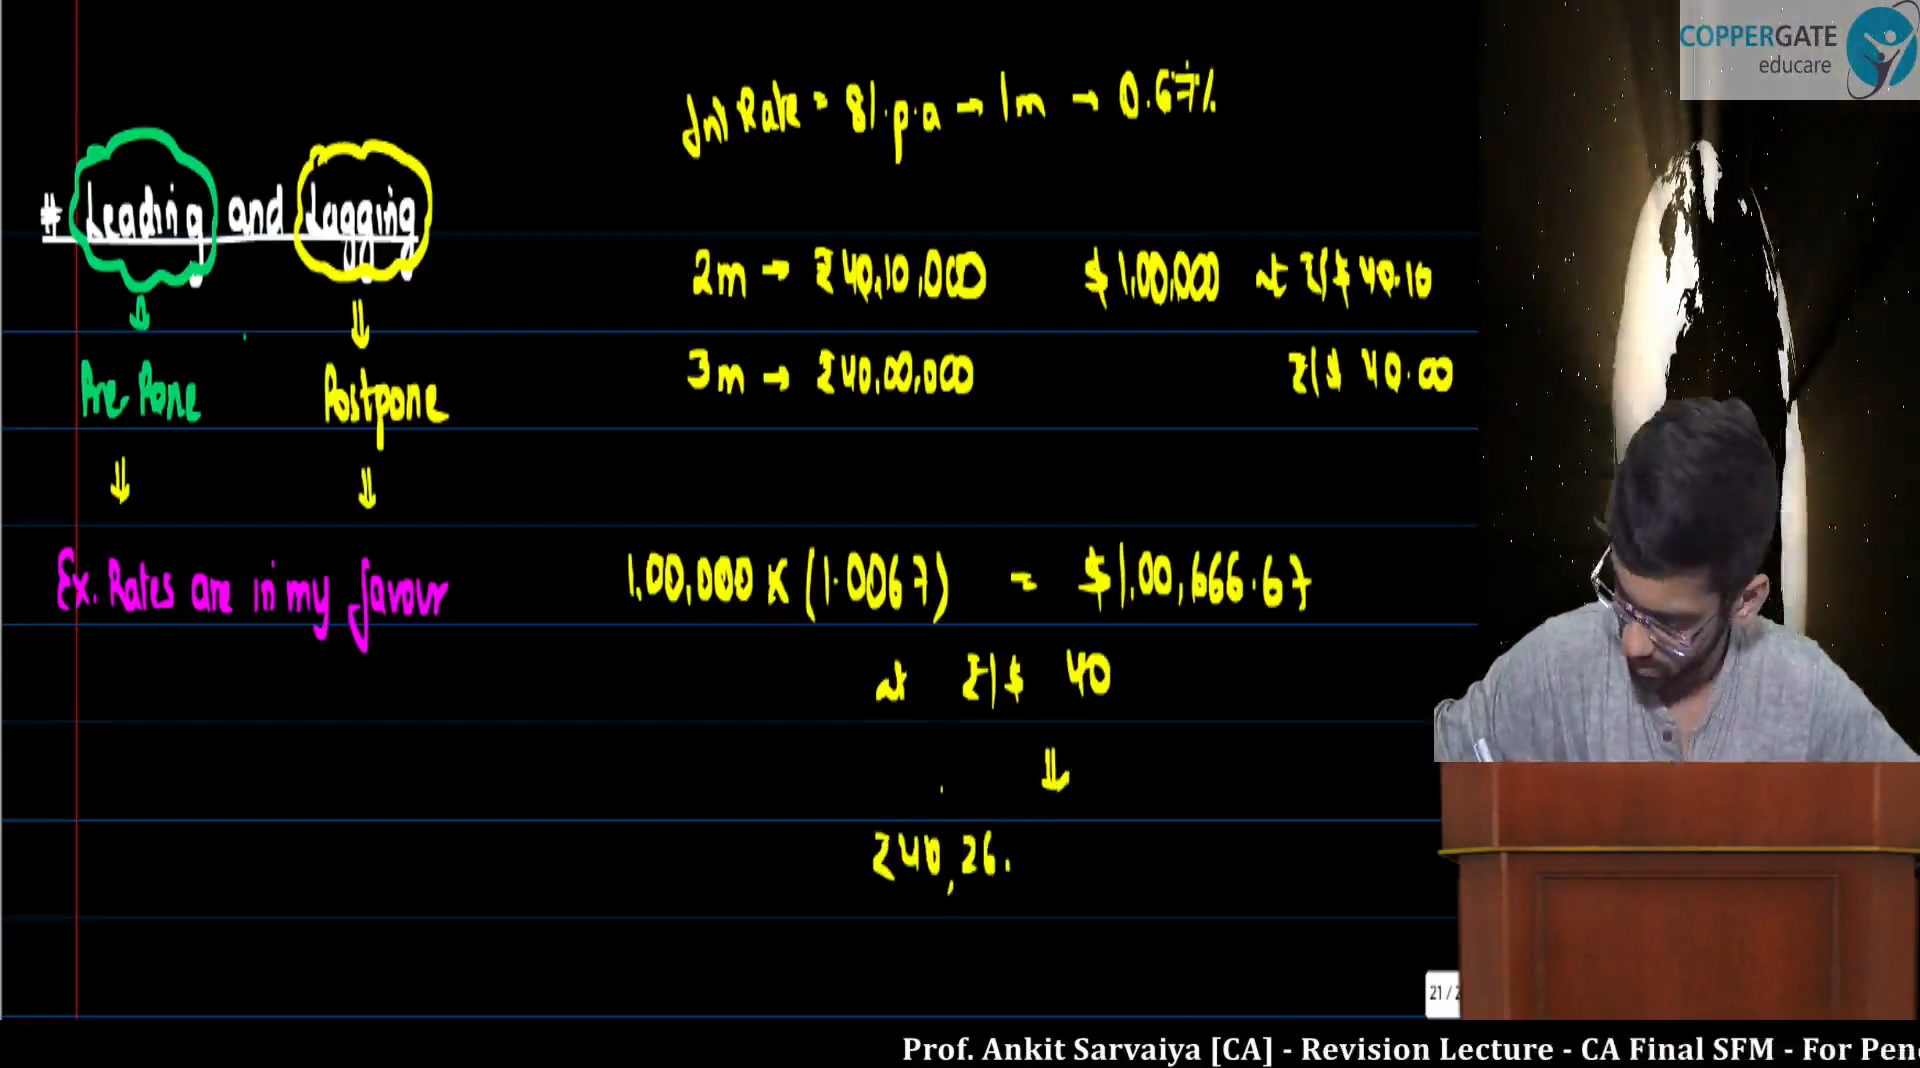 COPPERGATE
educare
Int Rate = 8%.p.a → 1m → 0.67%
# Leading and Lagging
2m → ₹40,10,000 $1,00,000 at ₹/$ 40.10
3m → ₹40,00,000 ₹/$ 40.00
Pre Pone Postpone
Ex. Rates are in my favour
1,00,000 x (1.0067) = $1,00,666.67
at ₹/$ 40
₹40,26.
21/2
Prof. Ankit Sarvaiya [CA] - Revision Lecture - CA Final SFM - For Pen